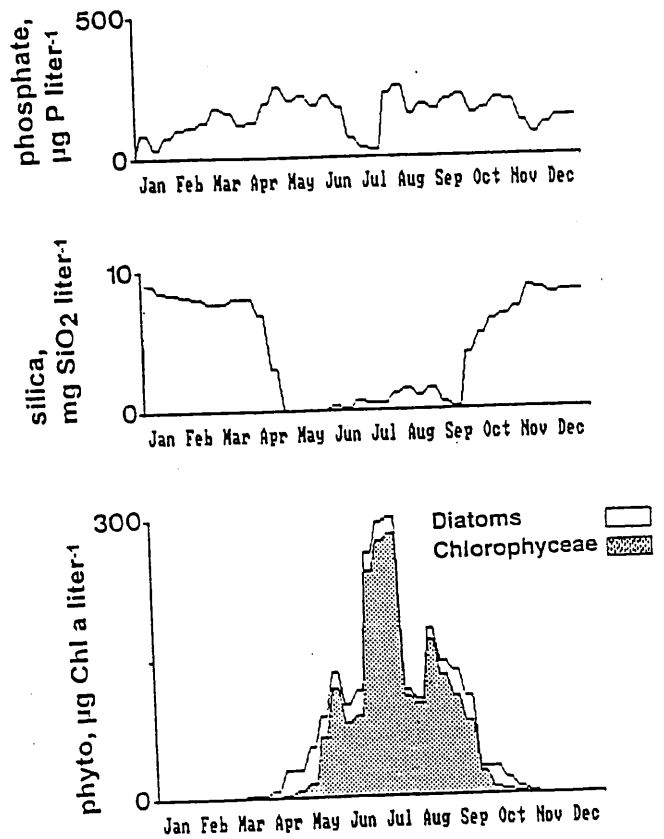 500
phosphate,
µg P liter-1
0
Jan Feb Mar Apr May Jun Jul Aug Sep Oct Nov Dec
10
silica,
mg SiO2 liter-1
0
Jan Feb Mar Apr May Jun Jul Aug Sep Oct Nov Dec
300
Diatoms
Chlorophyceae
phyto, µg Chl a liter-1
0
Jan Feb Mar Apr May Jun Jul Aug Sep Oct Nov Dec